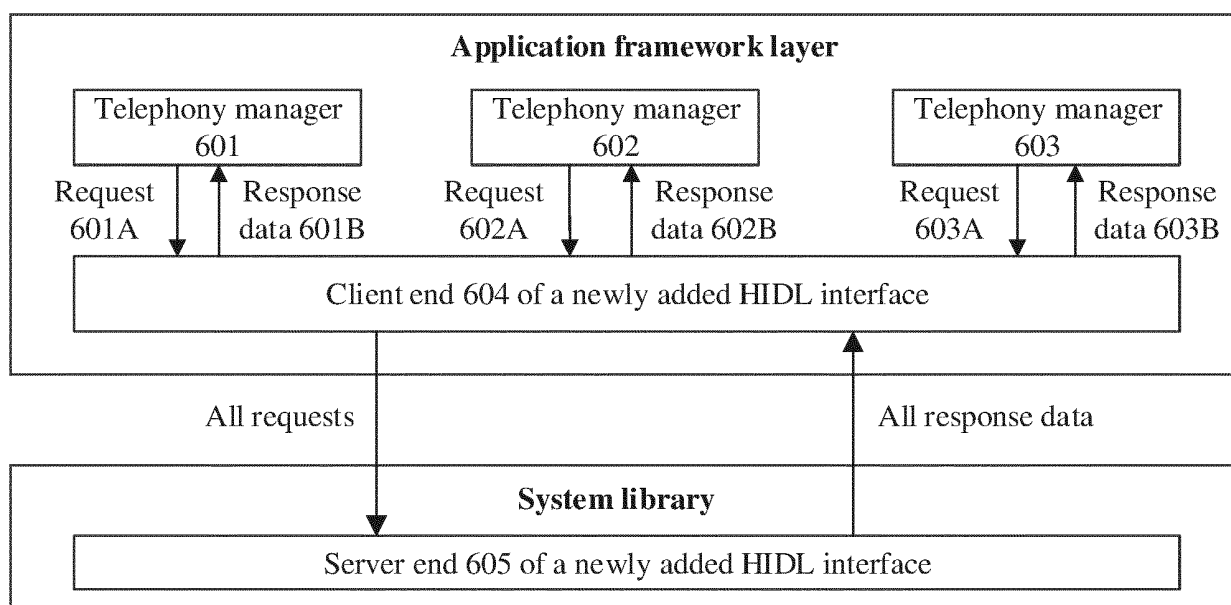 Application framework layer
Telephony manager
601
Telephony manager
602
Telephony manager
603
Request
601A
Response
data 601B
Request
602A
Response
data 602B
Request
603A
Response
data 603B
Client end 604 of a newly added HIDL interface
All requests
All response data
System library
Server end 605 of a newly added HIDL interface